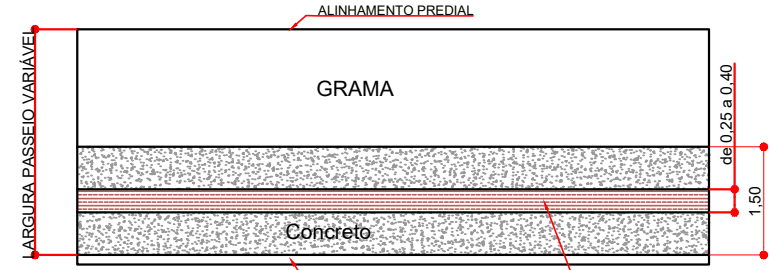 ALINHAMENTO PREDIAL
LARGURA PASSEIO VARIÁVEL
GRAMA
de 0,25 a 0,40
1,50
Concreto